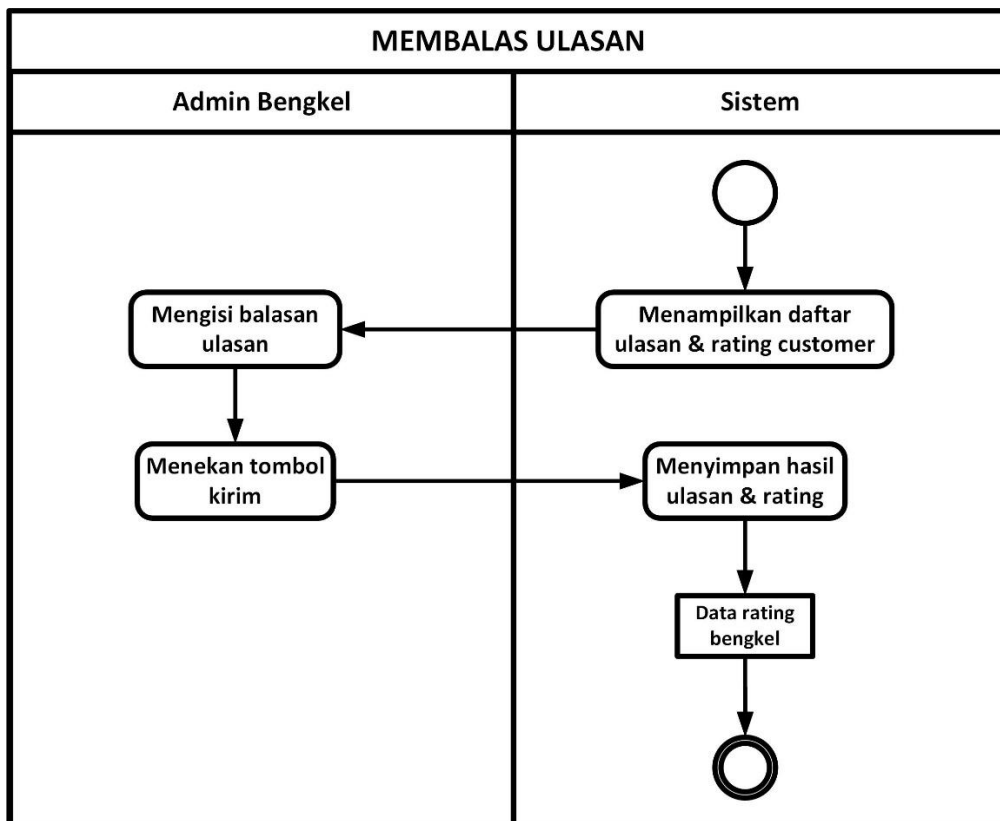 MEMBALAS ULASAN
Admin Bengkel
Sistem
Menampilkan daftar
ulasan & rating customer
Mengisi balasan
ulasan
Menekan tombol
kirim
Menyimpan hasil
ulasan & rating
Data rating
bengkel